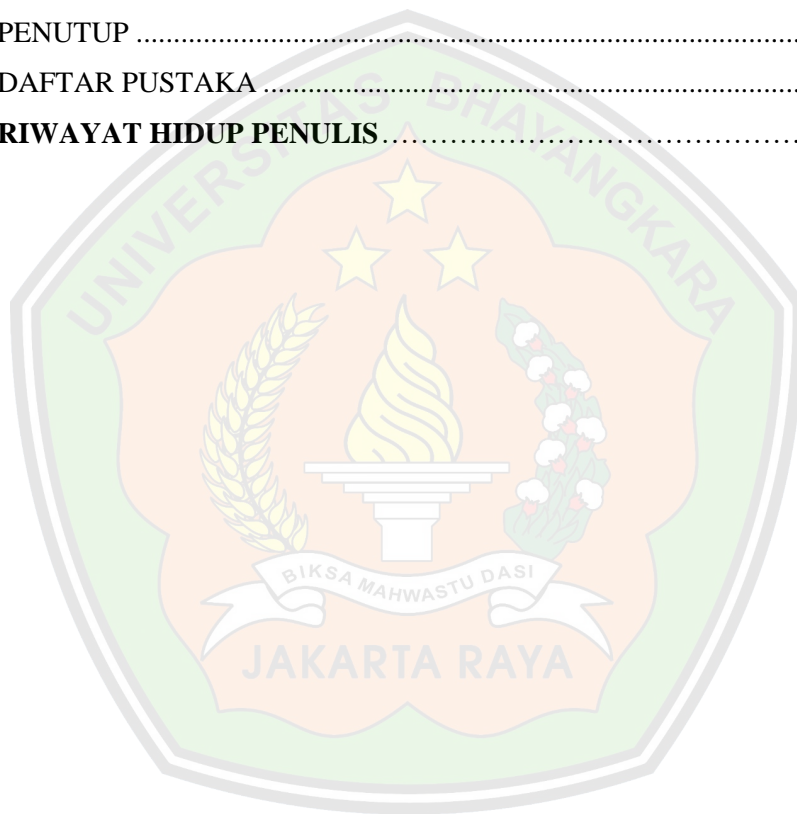 PENUTUP ........................................................................................
DAFTAR PUSTAKA ........................................................................
RIWAYAT HIDUP PENULIS............................................
UNIVERSITAS BHAYANGKARA
BIKSA MAHWASTU DASI
JAKARTA RAYA